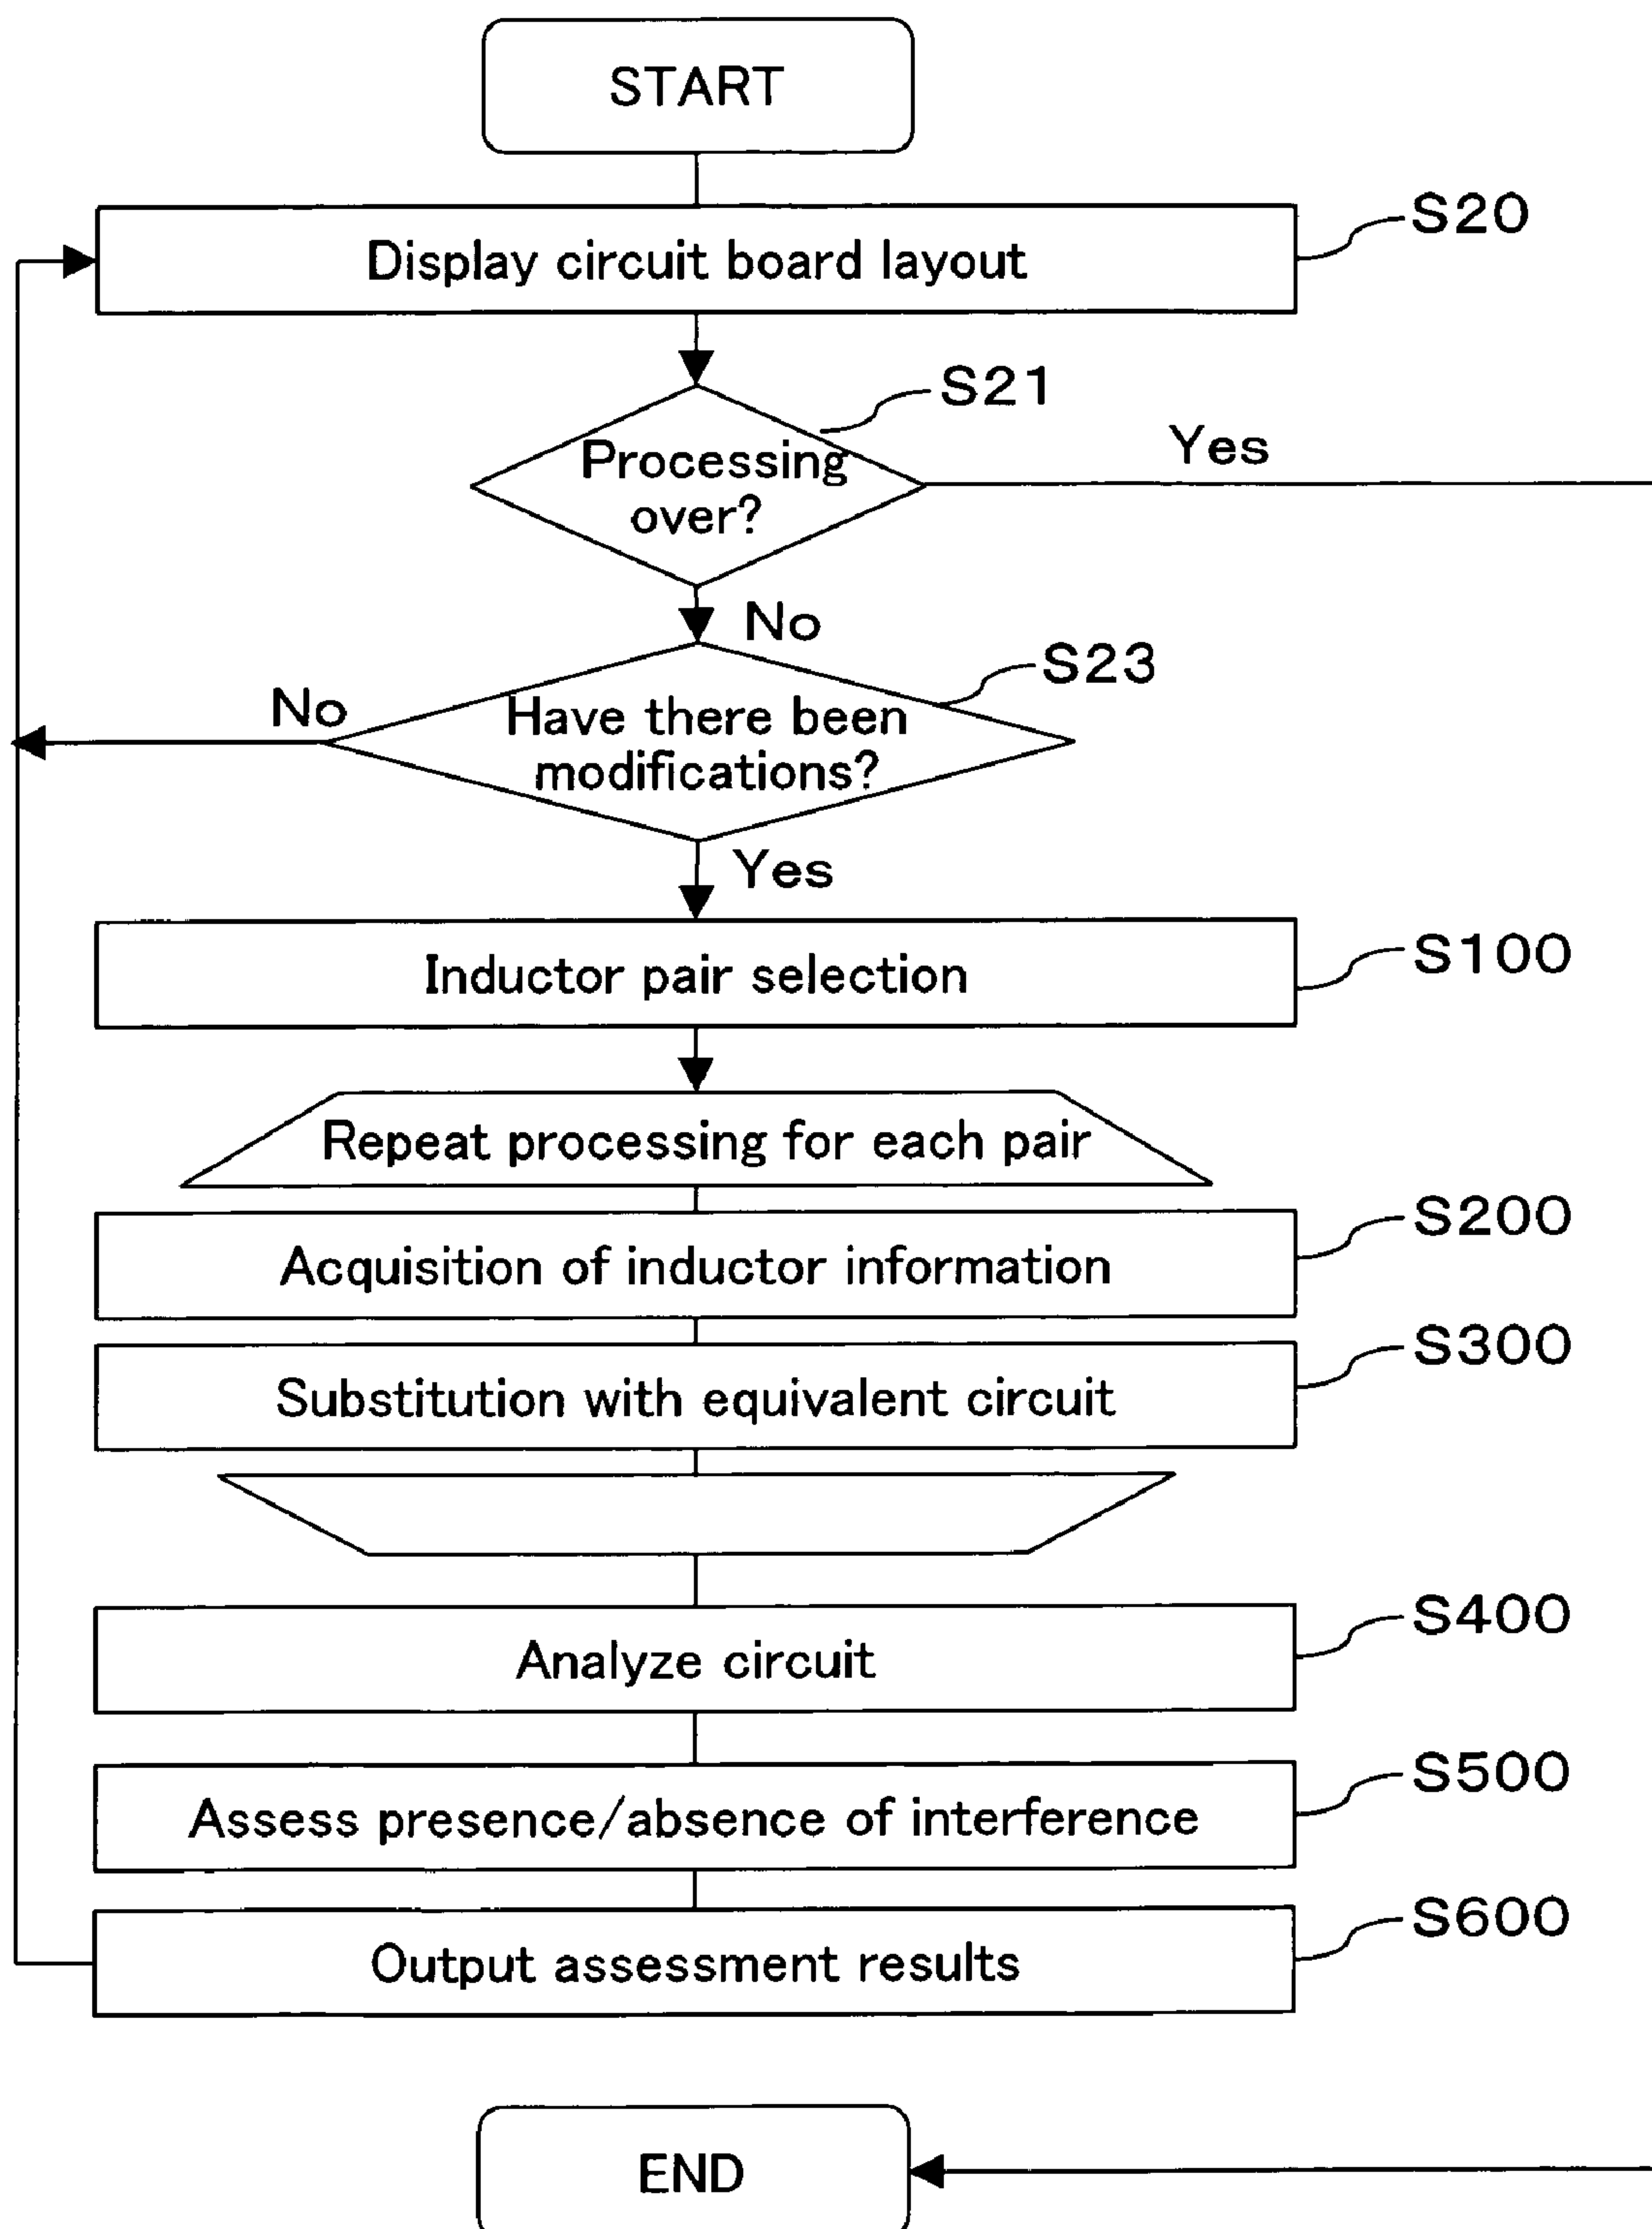 START
Display circuit board layout
S20
Processing
over?
S21
Yes
No
Have there been
modifications?
S23
No
Yes
Inductor pair selection
S100
Repeat processing for each pair
Acquisition of inductor information
S200
Substitution with equivalent circuit
S300
Analyze circuit
S400
Assess presence/absence of interference
S500
Output assessment results
S600
END